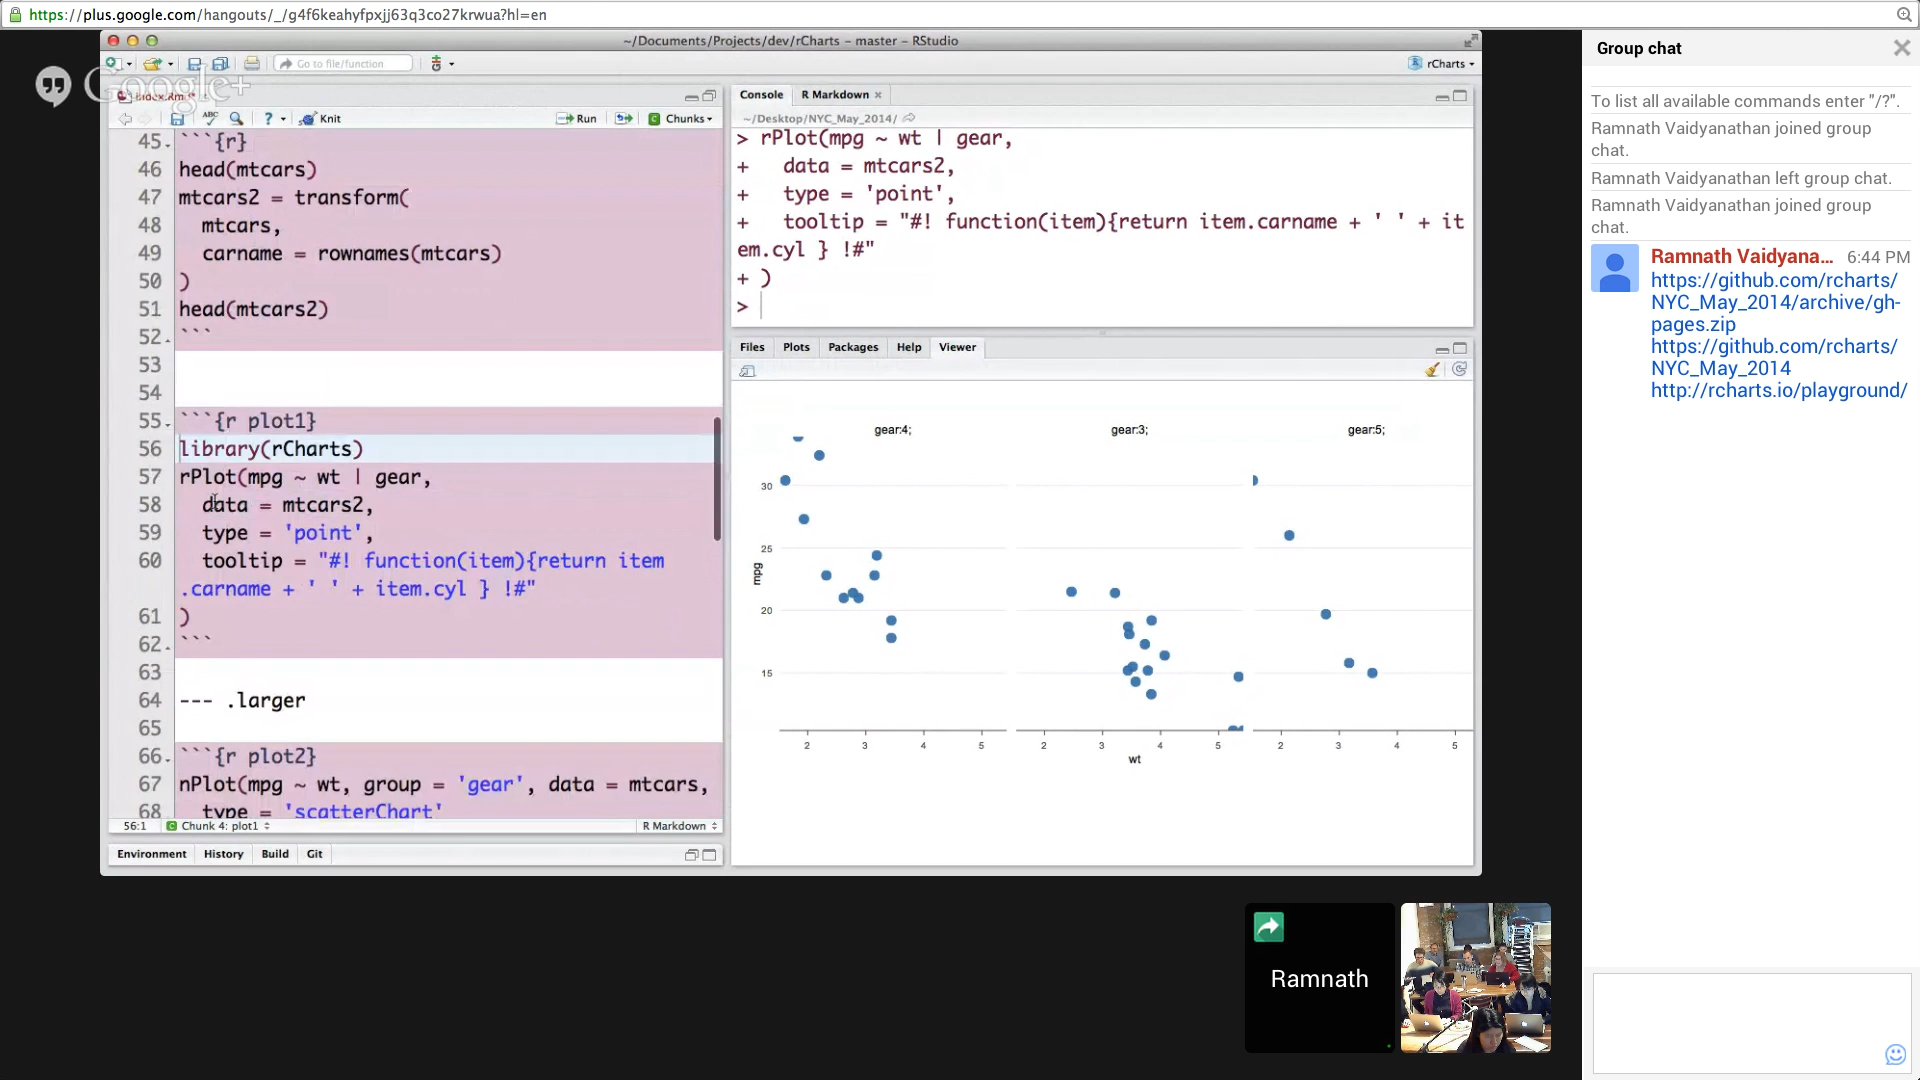 https://plus.google.com/hangouts/_/g4f6keahyfpxjj63q3co27krwua?hl=en
~/Documents/Projects/dev/rCharts - master - RStudio
Go to file/function
rCharts
Google+
index.Rmd*
Knit
Run
Chunks
45 ```{r}
46 head(mtcars)
47 mtcars2 = transform(
48 mtcars,
49 carname = rownames(mtcars)
50 )
51 head(mtcars2)
52 ```
53
54
55 ```{r plot1}
56 library(rCharts)
57 rPlot(mpg ~ wt | gear,
58 data = mtcars2,
59 type = 'point',
60 tooltip = "#! function(item){return item
.carname + ' ' + item.cyl } !#"
61 )
62 ```
63
64 --- .larger
65
66 ```{r plot2}
67 nPlot(mpg ~ wt, group = 'gear', data = mtcars,
68 type = 'scatterChart'
56:1 Chunk 4: plot1 R Markdown
Environment History Build Git
Console R Markdown
~/Desktop/NYC_May_2014/
> rPlot(mpg ~ wt | gear,
+ data = mtcars2,
+ type = 'point',
+ tooltip = "#! function(item){return item.carname + ' ' + it
em.cyl } !#"
+ )
>
Files Plots Packages Help Viewer
gear:4; gear:3; gear:5;
30
25
20
15
mpg
2 3 4 5 2 3 4 5 2 3 4 5
wt
Ramnath
Group chat
To list all available commands enter "/?".
Ramnath Vaidyanathan joined group
chat.
Ramnath Vaidyanathan left group chat.
Ramnath Vaidyanathan joined group
chat.
Ramnath Vaidyana... 6:44 PM
https://github.com/rcharts/
NYC_May_2014/archive/gh-
pages.zip
https://github.com/rcharts/
NYC_May_2014
http://rcharts.io/playground/